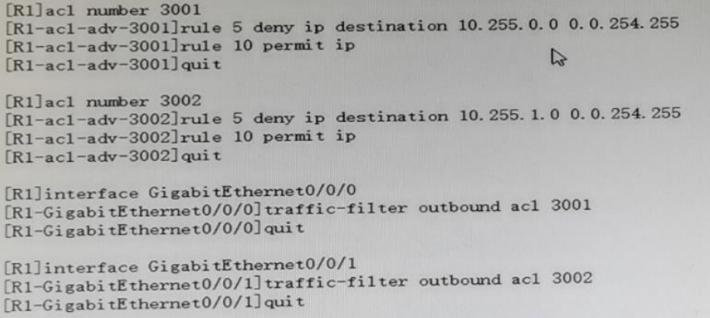 [R1]acl number 3001
[R1-acl-adv-3001]rule 5 deny ip destination 10.255.0.0 0.0.254.255
[R1-acl-adv-3001]rule 10 permit ip
[R1-acl-adv-3001]quit
[R1]acl number 3002
[R1-acl-adv-3002]rule 5 deny ip destination 10.255.1.0 0.0.254.255
[R1-acl-adv-3002]rule 10 permit ip
[R1-acl-adv-3002]quit
[R1]interface GigabitEthernet0/0/0
[R1-GigabitEthernet0/0/0]traffic-filter outbound acl 3001
[R1-GigabitEthernet0/0/0]quit
[R1]interface GigabitEthernet0/0/1
[R1-GigabitEthernet0/0/1]traffic-filter outbound acl 3002
[R1-GigabitEthernet0/0/1]quit